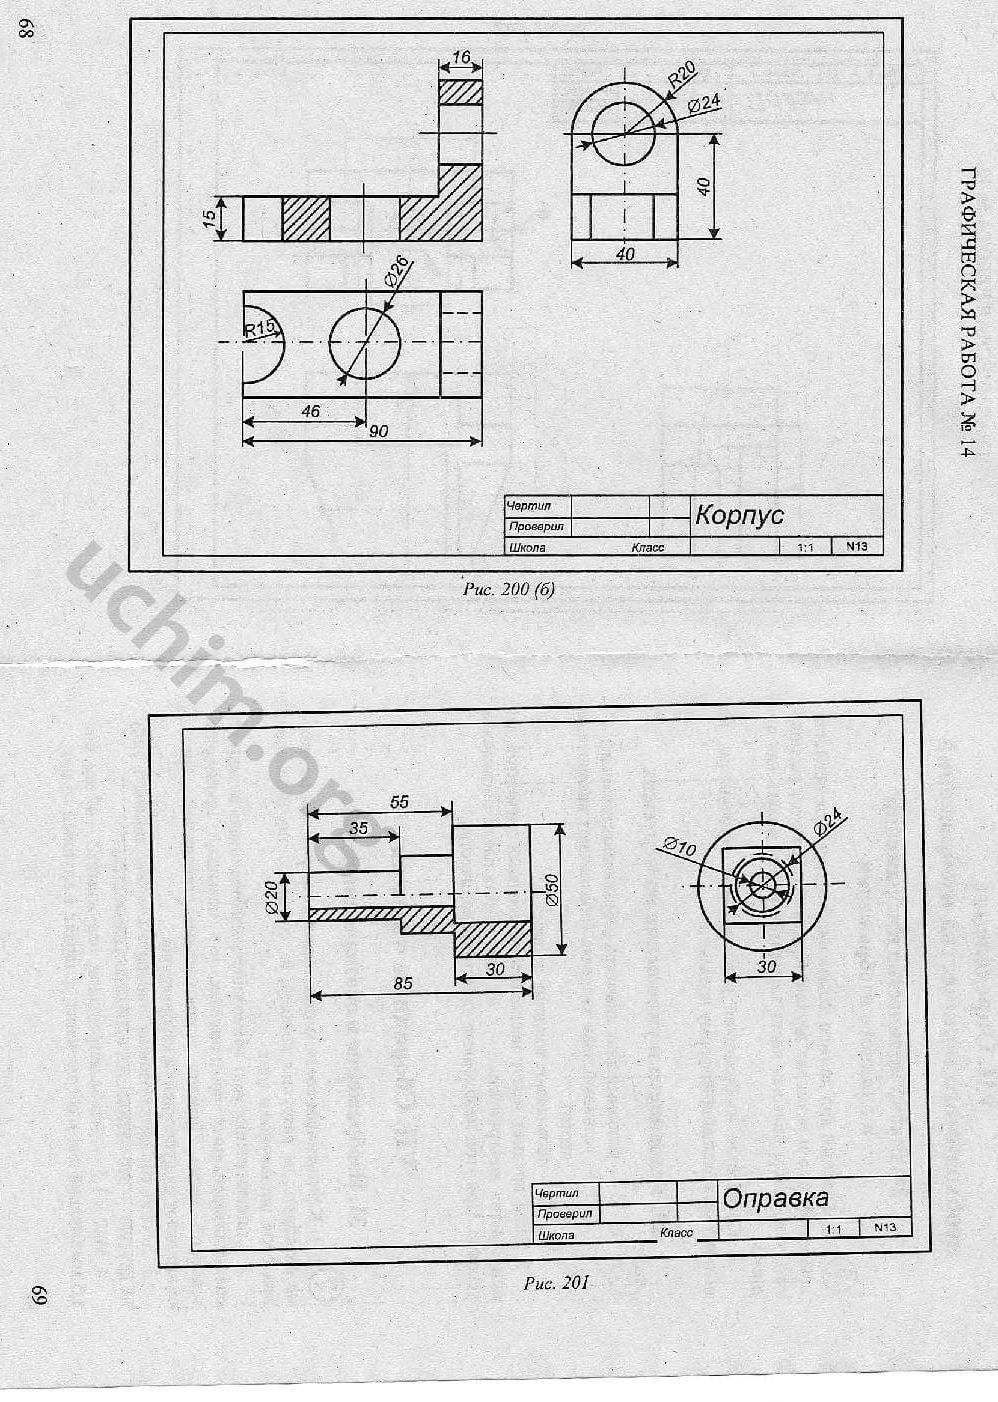 68
ГРАФИЧЕСКАЯ РАБОТА № 14
16
15
R20
Ø24
40
40
Ø26
R15
46
90
Чертил
Проверил
Школа Класс
Корпус
1:1 N13
Рис. 200 (б)
uchim.org
55
35
Ø20
Ø50
30
85
Ø10
Ø24
30
Чертил
Проверил
Школа Класс
Оправка
1:1 N13
Рис. 201
69